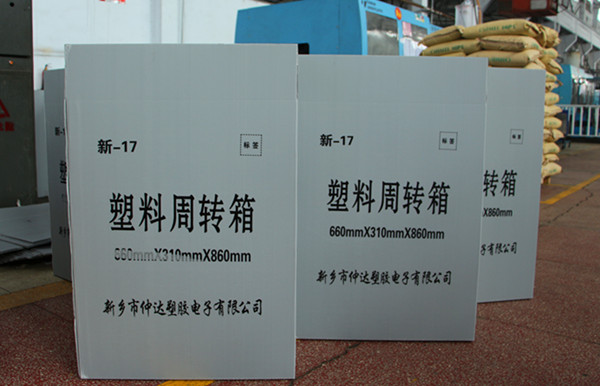 新-17
标签
塑料周转箱
660mmX310mmX860mm
新乡市仲达塑胶电子有限公司
新-17
标签
塑料周转箱
660mmX310mmX860mm
新乡市仲达塑胶电子有限公司
标签
转箱
X860mm
子有限公司